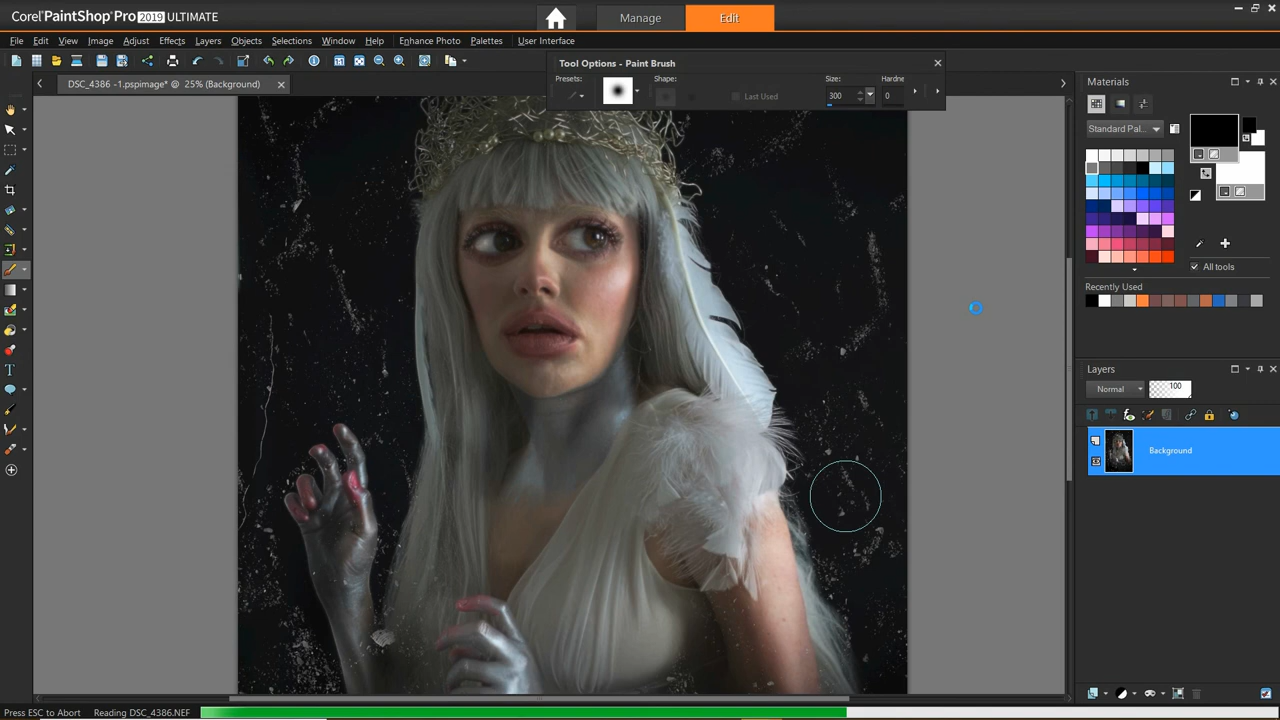 Corel PaintShop Pro 2019 ULTIMATE
Manage
Edit
File Edit View Image Adjust Effects Layers Objects Selections Window Help Enhance Photo Palettes User Interface
Tool Options - Paint Brush
DSC_4386 -1.pspimage* @ 25% (Background)
Presets: Shape: Size: Hardne
Last Used 300 0
Materials
Standard Pal...
All tools
Recently Used
Layers
Normal 100
Background
Press ESC to Abort Reading DSC_4386.NEF